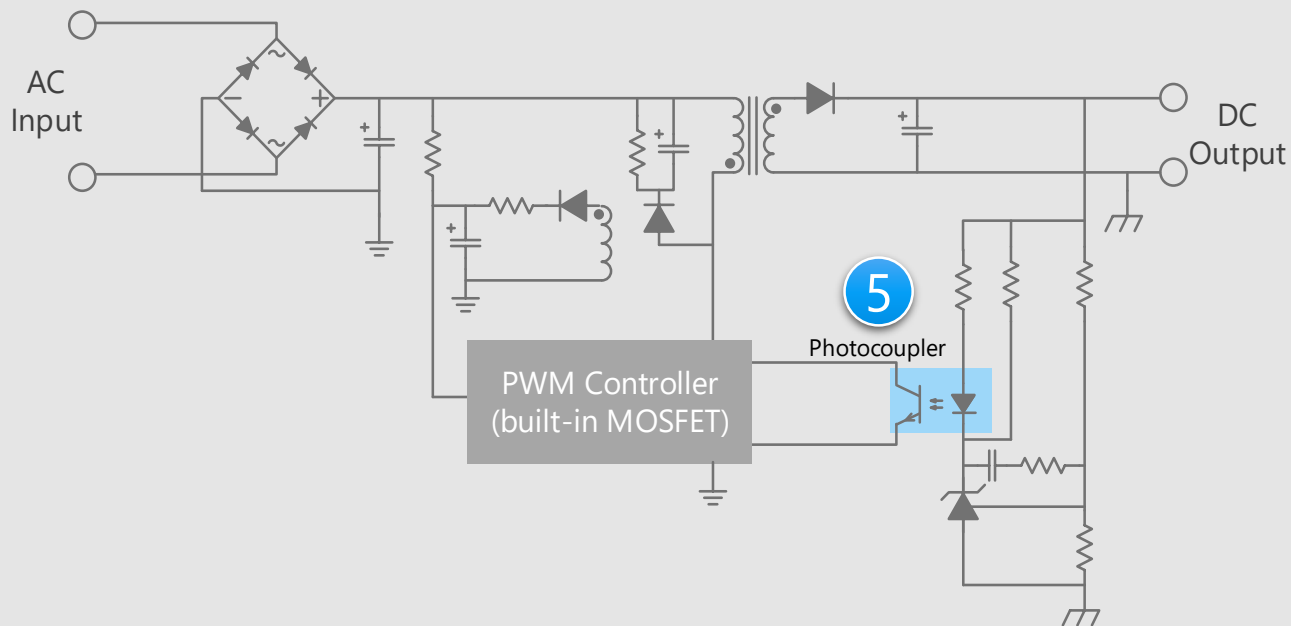 AC
Input
DC
Output
5
Photocoupler
PWM Controller
(built-in MOSFET)